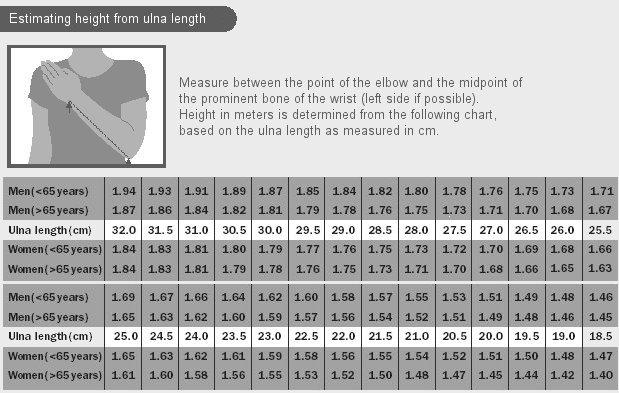 Estimating height from ulna length
Measure between the point of the elbow and the midpoint of
the prominent bone of the wrist (left side if possible).
Height in meters is determined from the following chart,
based on the ulna length as measured in cm.
Men(<65years) 1.94 1.93 1.91 1.89 1.87 1.85 1.84 1.82 1.80 1.78 1.76 1.75 1.73 1.71
Men(>65years) 1.87 1.86 1.84 1.82 1.81 1.79 1.78 1.76 1.75 1.73 1.71 1.70 1.68 1.67
Ulna length(cm) 32.0 31.5 31.0 30.5 30.0 29.5 29.0 28.5 28.0 27.5 27.0 26.5 26.0 25.5
Women(<65years) 1.84 1.83 1.81 1.80 1.79 1.77 1.76 1.75 1.73 1.72 1.70 1.69 1.68 1.66
Women(>65years) 1.84 1.83 1.81 1.79 1.78 1.76 1.75 1.73 1.71 1.70 1.68 1.66 1.65 1.63
Men(<65years) 1.69 1.67 1.66 1.64 1.62 1.60 1.58 1.57 1.55 1.53 1.51 1.49 1.48 1.46
Men(>65years) 1.65 1.63 1.62 1.60 1.59 1.57 1.56 1.54 1.52 1.51 1.49 1.48 1.46 1.45
Ulna length(cm) 25.0 24.5 24.0 23.5 23.0 22.5 22.0 21.5 21.0 20.5 20.0 19.5 19.0 18.5
Women(<65years) 1.65 1.63 1.62 1.61 1.59 1.58 1.56 1.55 1.54 1.52 1.51 1.50 1.48 1.47
Women(>65years) 1.61 1.60 1.58 1.56 1.55 1.53 1.52 1.50 1.48 1.47 1.45 1.44 1.42 1.40